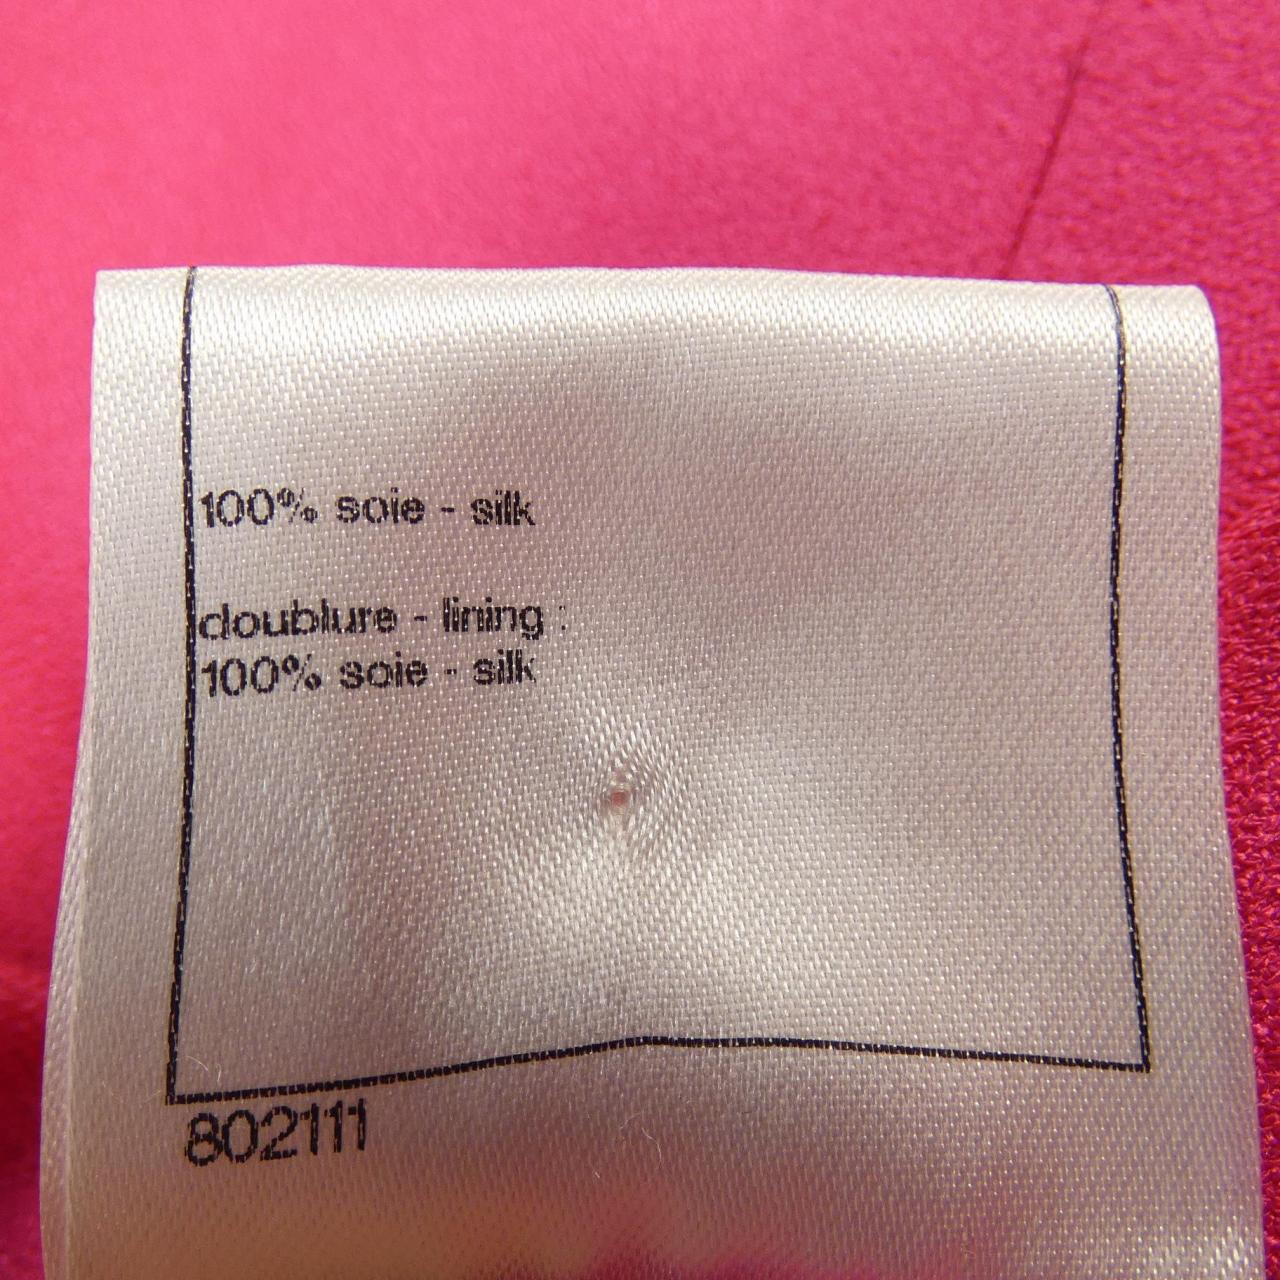 100% soie - silk
doublure - lining :
100% soie - silk
802111